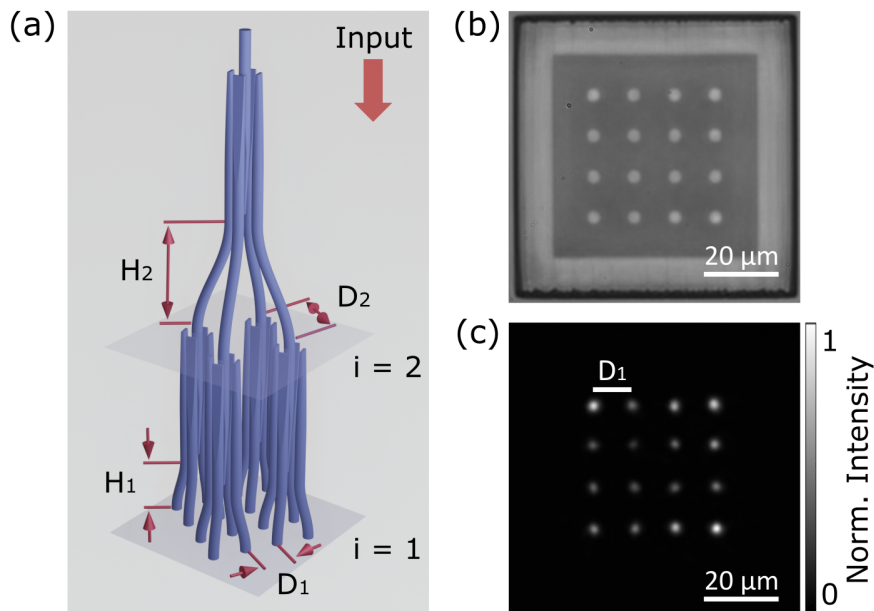 (a)
Input
H2
D2
i = 2
H1
i = 1
D1
(b)
20 μm
(c)
D1
20 μm
1
0
Norm. Intensity